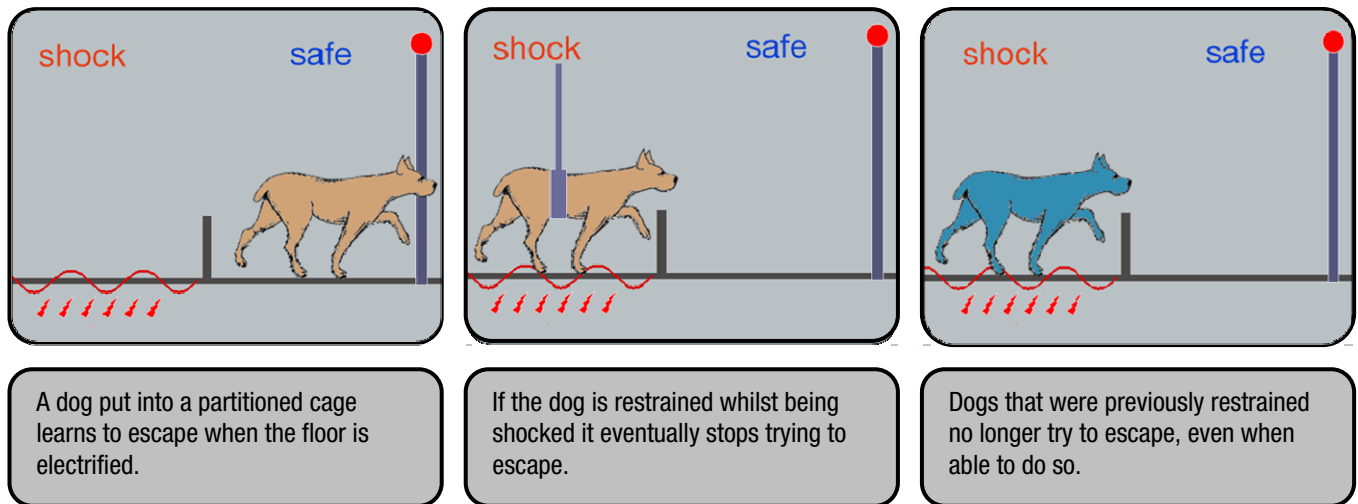 shock safe
shock safe
shock safe
A dog put into a partitioned cage
learns to escape when the floor is
electrified.
If the dog is restrained whilst being
shocked it eventually stops trying to
escape.
Dogs that were previously restrained
no longer try to escape, even when
able to do so.